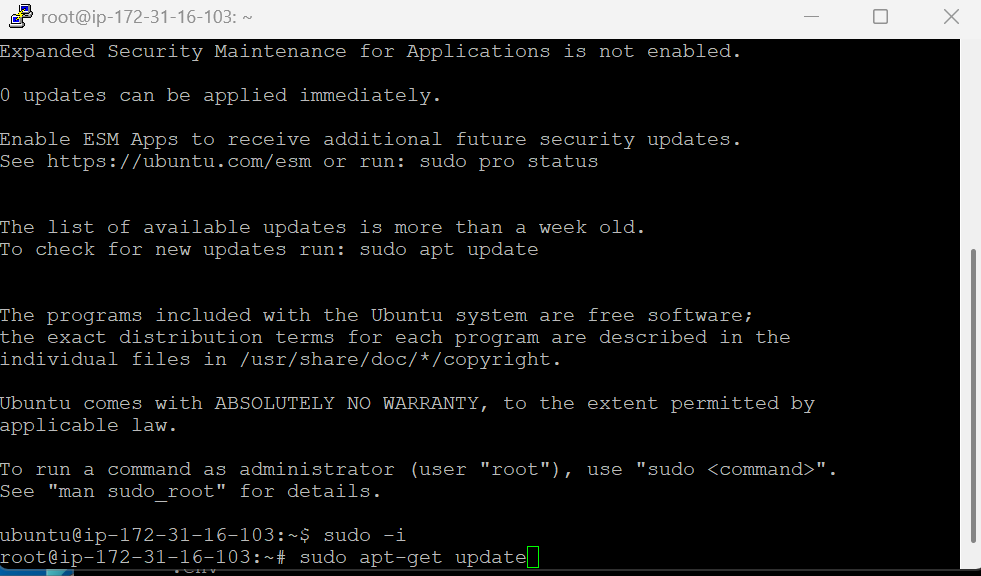 root@ip-172-31-16-103: ~
Expanded Security Maintenance for Applications is not enabled.
0 updates can be applied immediately.
Enable ESM Apps to receive additional future security updates.
See https://ubuntu.com/esm or run: sudo pro status
The list of available updates is more than a week old.
To check for new updates run: sudo apt update
The programs included with the Ubuntu system are free software;
the exact distribution terms for each program are described in the
individual files in /usr/share/doc/*/copyright.
Ubuntu comes with ABSOLUTELY NO WARRANTY, to the extent permitted by
applicable law.
To run a command as administrator (user "root"), use "sudo <command>".
See "man sudo_root" for details.
ubuntu@ip-172-31-16-103:~$ sudo -i
root@ip-172-31-16-103:~# sudo apt-get update